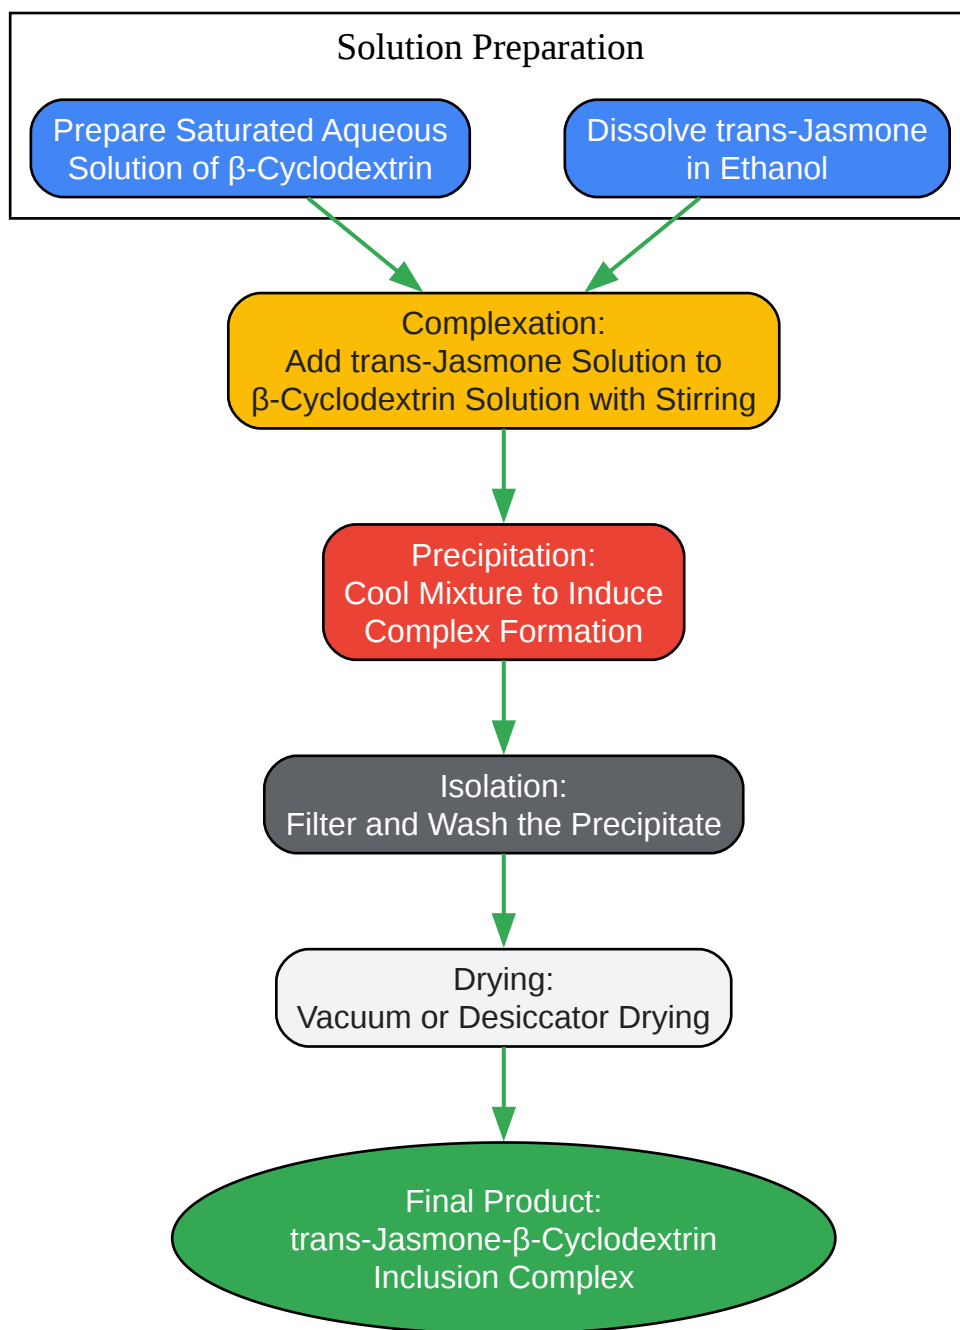 Solution Preparation
Prepare Saturated Aqueous
Solution of β-Cyclodextrin
Dissolve trans-Jasmone
in Ethanol
Complexation:
Add trans-Jasmone Solution to
β-Cyclodextrin Solution with Stirring
Precipitation:
Cool Mixture to Induce
Complex Formation
Isolation:
Filter and Wash the Precipitate
Drying:
Vacuum or Desiccator Drying
Final Product:
trans-Jasmone-β-Cyclodextrin
Inclusion Complex